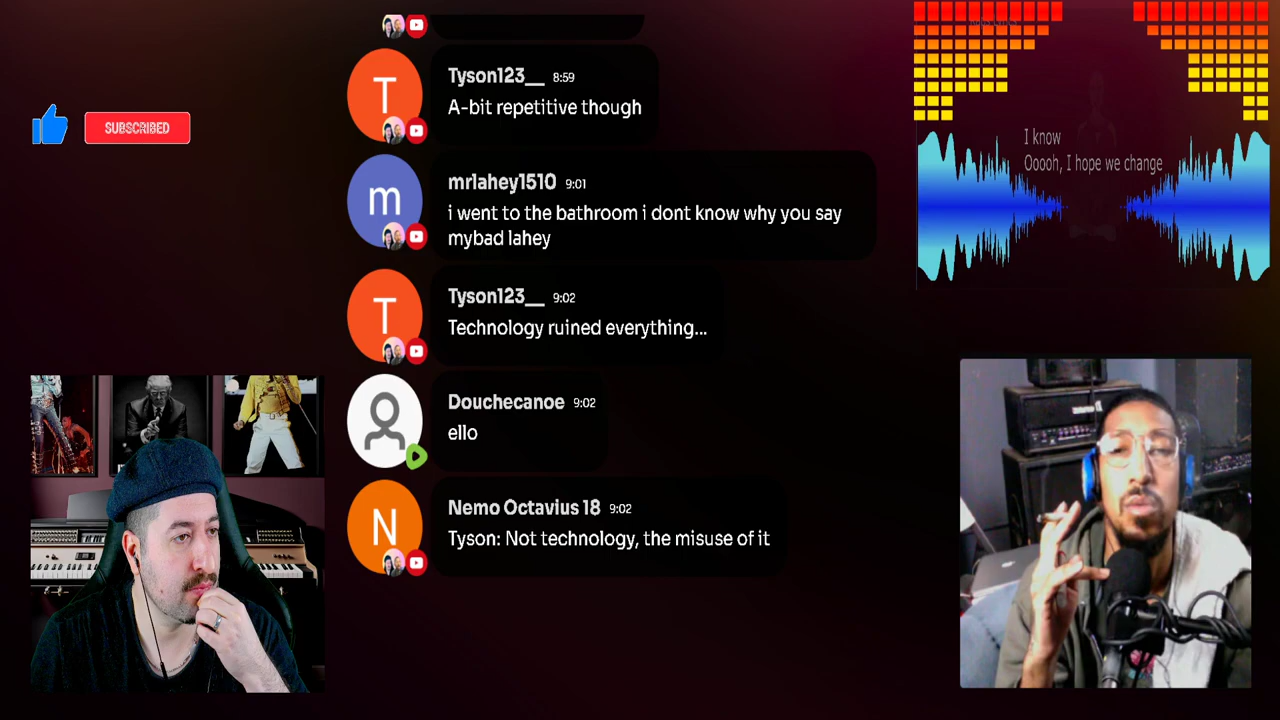 SUBSCRIBED
Tyson123__ 8:59
A-bit repetitive though
mrlahey1510 9:01
i went to the bathroom i dont know why you say
mybad lahey
Tyson123__ 9:02
Technology ruined everything...
Douchecanoe 9:02
ello
Nemo Octavius 18 9:02
Tyson: Not technology, the misuse of it
I know
Ooooh, I hope we change
T
m
T
N